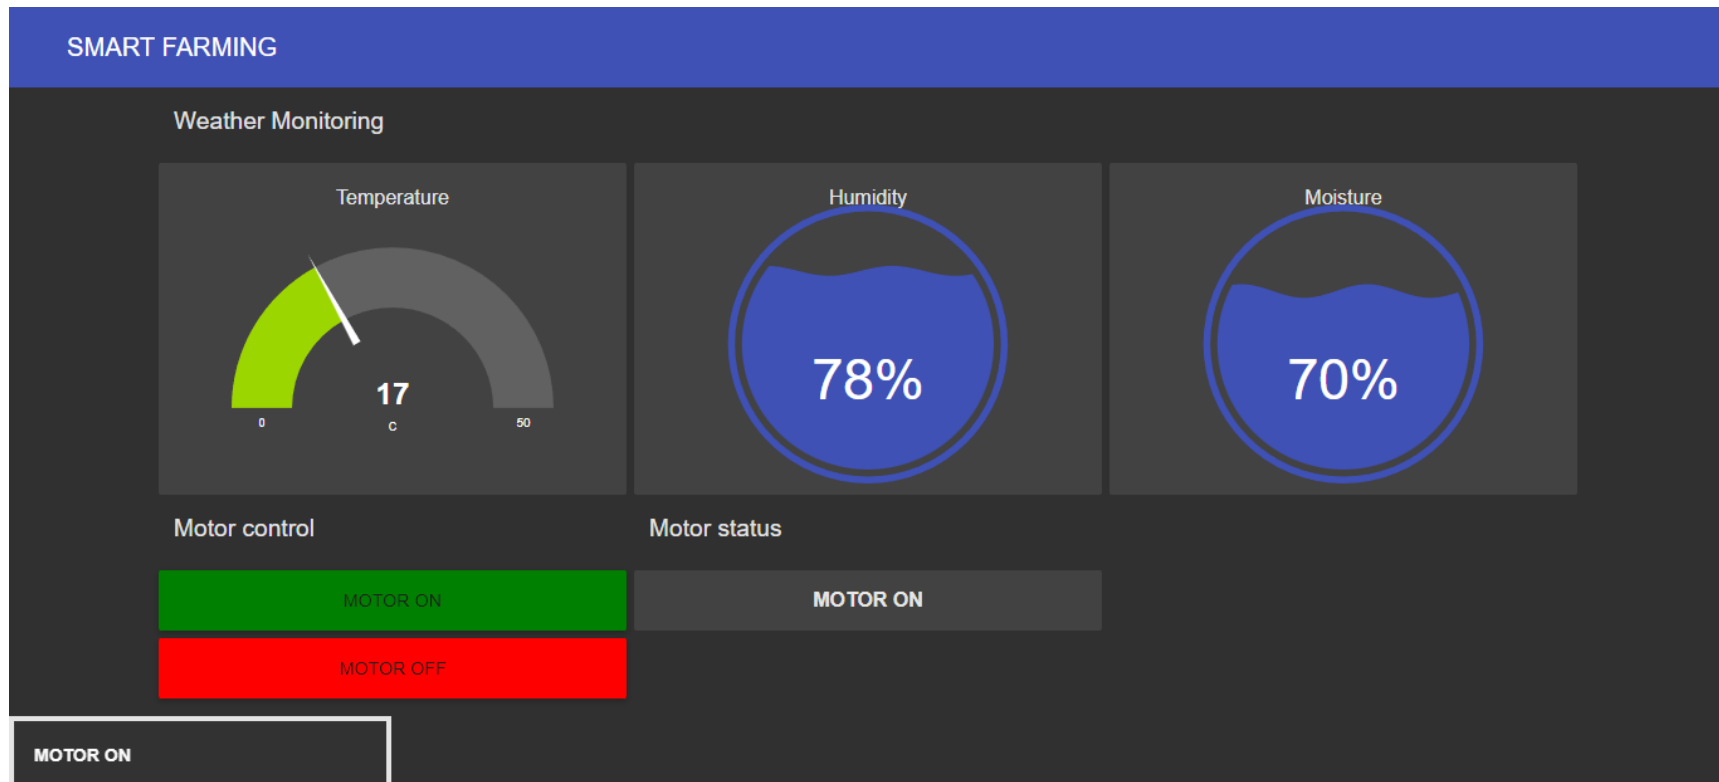 SMART FARMING
Weather Monitoring
Temperature
Humidity
Moisture
17
C
0
50
78%
70%
Motor control
Motor status
MOTOR ON
MOTOR ON
MOTOR OFF
MOTOR ON